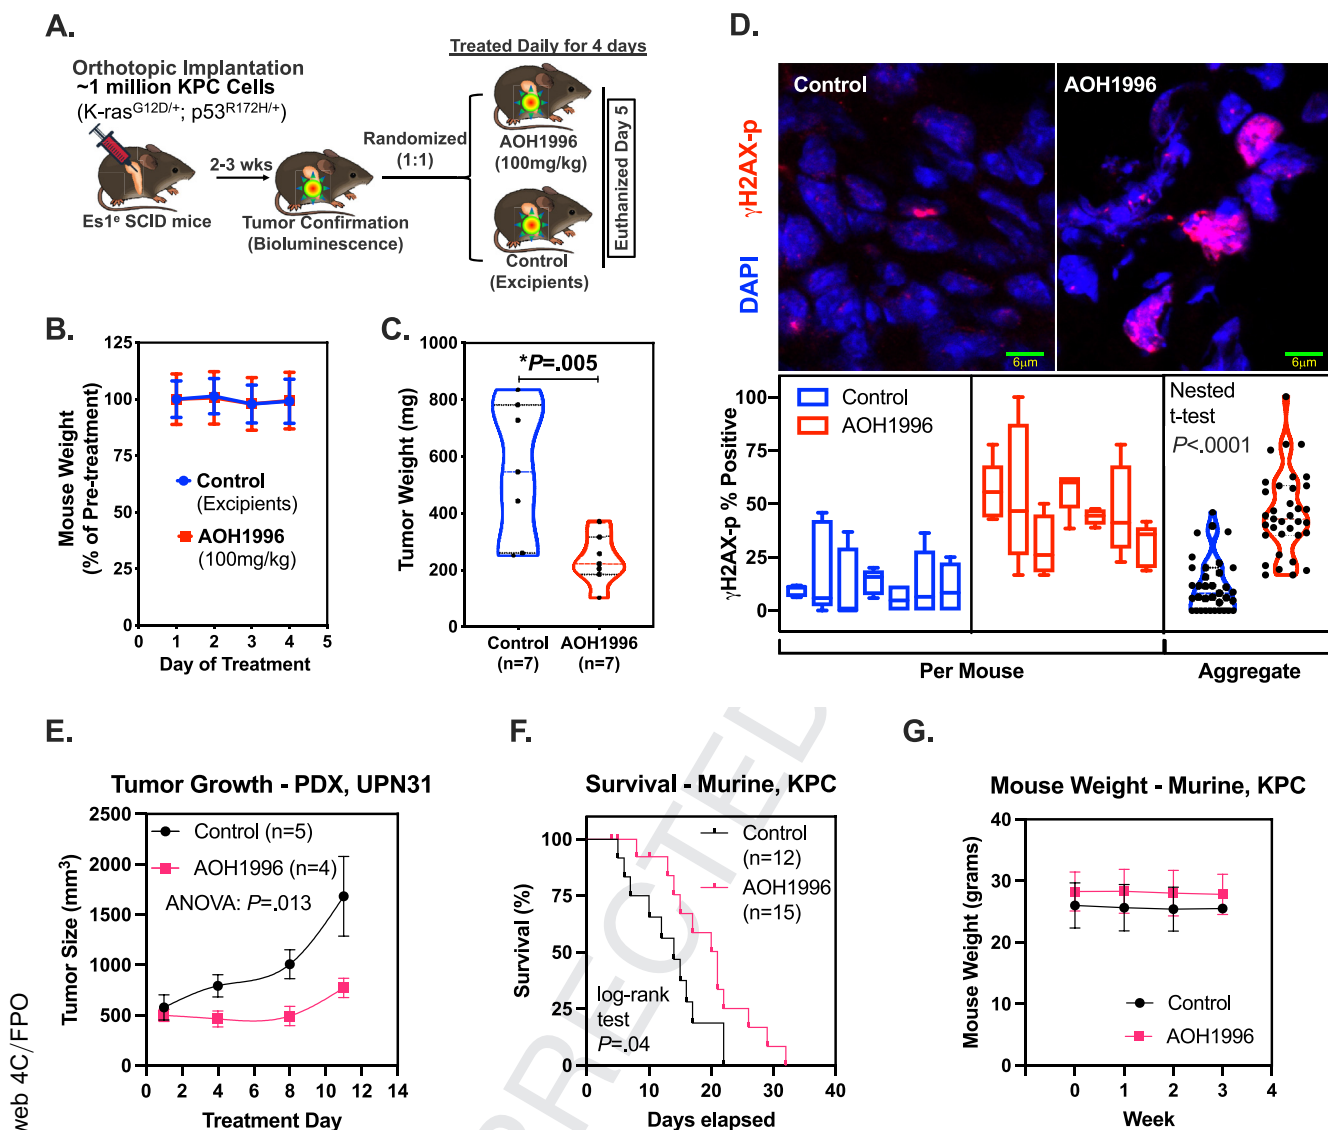 A.
Orthotopic Implantation
~1 million KPC Cells
(K-ras^G12D/+; p53^R172H/+)
Es1^e SCID mice
2-3 wks
Tumor Confirmation
(Bioluminescence)
Randomized
(1:1)
Treated Daily for 4 days
AOH1996
(100mg/kg)
Control
(Excipients)
Euthanized Day 5
B.
Mouse Weight
(% of Pre-treatment)
125
100
75
50
25
0
Control
(Excipients)
AOH1996
(100mg/kg)
0 1 2 3 4 5
Day of Treatment
C.
Tumor Weight (mg)
1000
800
600
400
200
0
*P=.005
Control
(n=7)
AOH1996
(n=7)
D.
DAPI γH2AX-p
Control
6μm
AOH1996
6μm
γH2AX-p % Positive
100
75
50
25
0
Control
AOH1996
Nested
t-test
P<.0001
Per Mouse
Aggregate
E.
Tumor Growth - PDX, UPN31
Tumor Size (mm³)
2500
2000
1500
1000
500
0
Control (n=5)
AOH1996 (n=4)
ANOVA: P=.013
0 2 4 6 8 10 12 14
Treatment Day
F.
Survival - Murine, KPC
Survival (%)
100
75
50
25
0
Control
(n=12)
AOH1996
(n=15)
log-rank
test
P=.04
0 10 20 30 40
Days elapsed
G.
Mouse Weight - Murine, KPC
Mouse Weight (grams)
40
30
20
10
0
Control
AOH1996
0 1 2 3 4
Week
web 4C/FPO